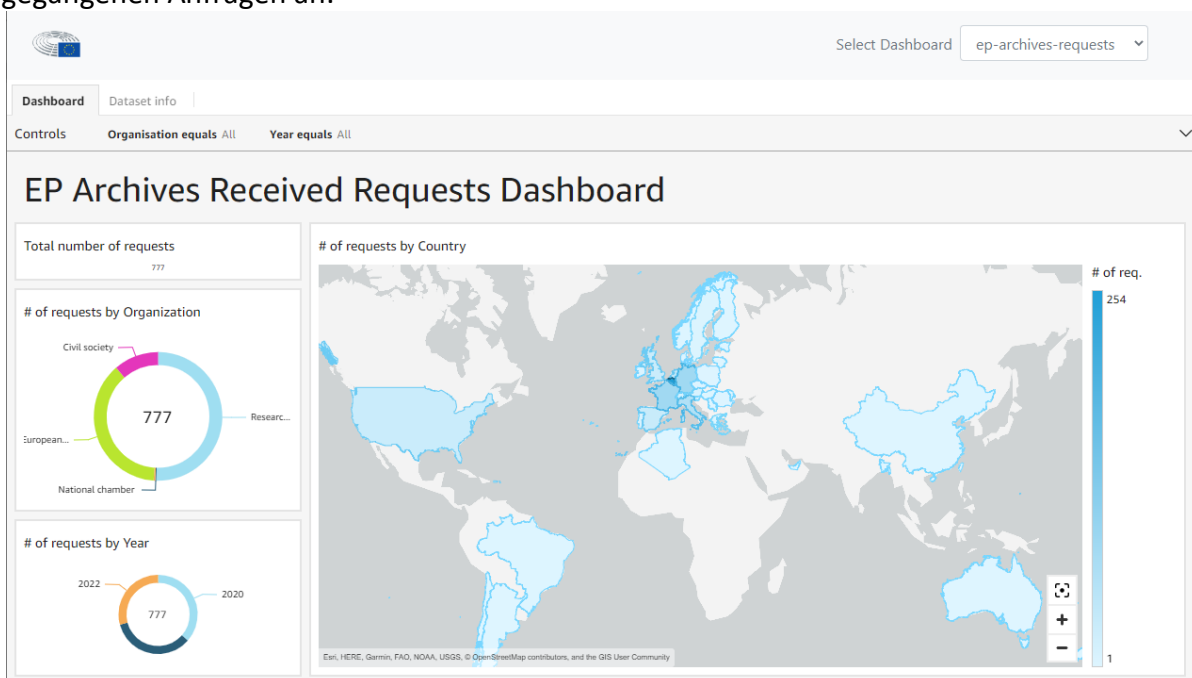 gegangenen Anfragen an.
Select Dashboard ep-archives-requests
Dashboard Dataset info
Controls Organisation equals All Year equals All
EP Archives Received Requests Dashboard
Total number of requests
777
# of requests by Organization
Civil society
777
Researc...
European...
National chamber
# of requests by Year
2022
2020
777
# of requests by Country
# of req.
254
1
Esri, HERE, Garmin, FAO, NOAA, USGS, © OpenStreetMap contributors, and the GIS User Community